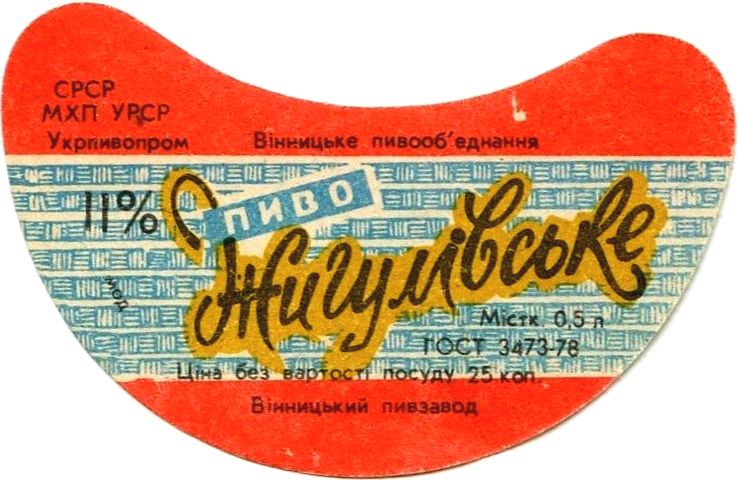 СРСР
МХП УРСР
Укрпивопром
Вінницьке пивооб'єднання
11%
ПИВО
Жигулівське
Містк. 0,5 л
ГОСТ 3473-78
Ціна без вартості посуду 25 коп.
Вінницький пивзавод